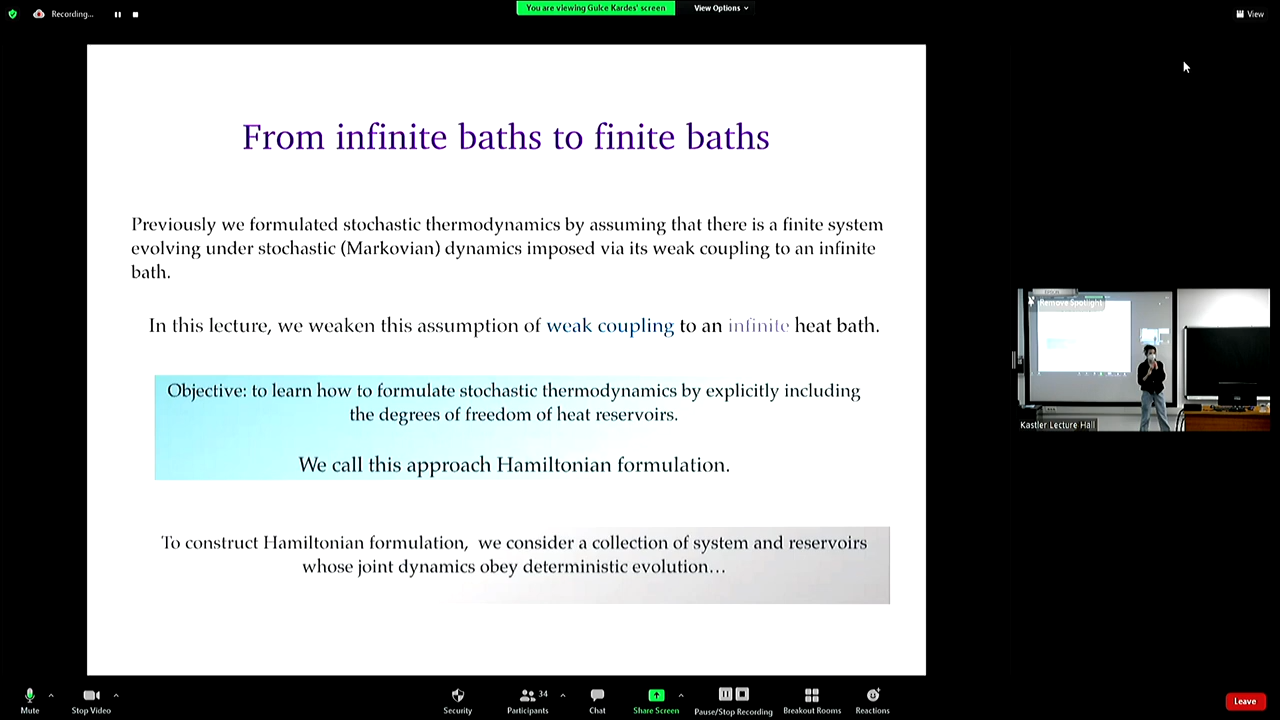 Recording...
You are viewing Gulce Kardes' screen
View Options
View
From infinite baths to finite baths
Previously we formulated stochastic thermodynamics by assuming that there is a finite system
evolving under stochastic (Markovian) dynamics imposed via its weak coupling to an infinite
bath.
In this lecture, we weaken this assumption of weak coupling to an infinite heat bath.
Objective: to learn how to formulate stochastic thermodynamics by explicitly including
the degrees of freedom of heat reservoirs.
We call this approach Hamiltonian formulation.
To construct Hamiltonian formulation, we consider a collection of system and reservoirs
whose joint dynamics obey deterministic evolution…
Remove Spotlight
Kastler Lecture Hall
Mute
Stop Video
Security
Participants
34
Chat
Share Screen
Pause/Stop Recording
Breakout Rooms
Reactions
Leave